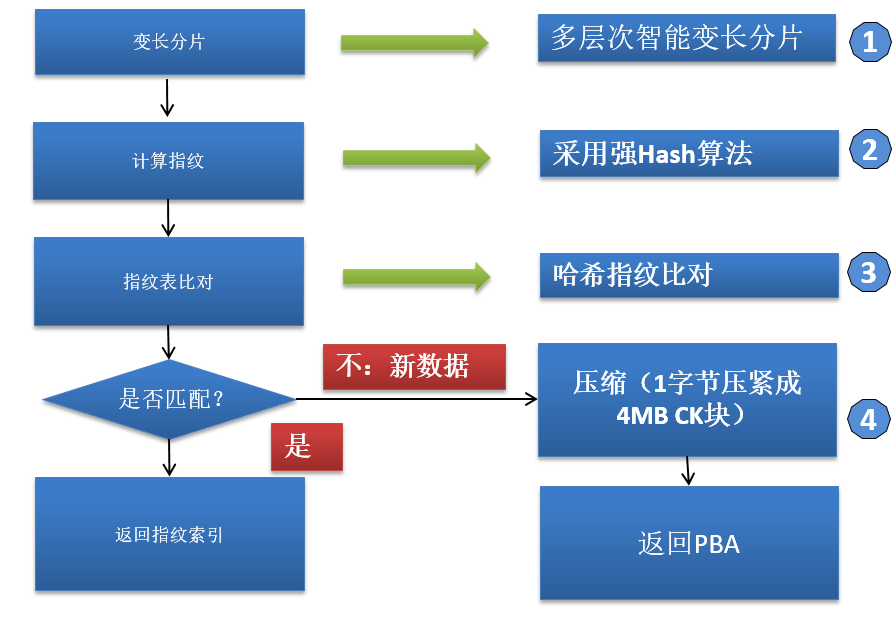 变长分片
多层次智能变长分片
1
计算指纹
采用强Hash算法
2
指纹表比对
哈希指纹比对
3
是否匹配?
不：新数据
压缩（1字节压紧成
4MB CK块）
4
是
返回指纹索引
返回PBA